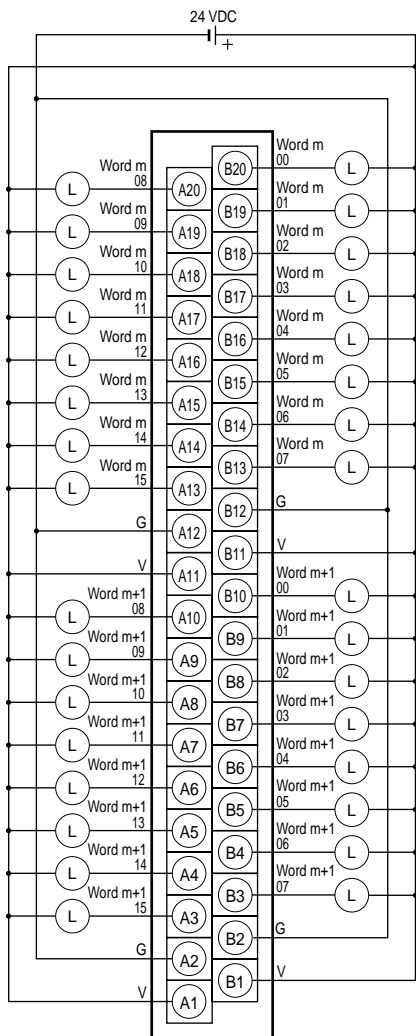 24 VDC
+
Word m
00
B20
L
Word m
08
L
A20
Word m
01
B19
L
Word m
09
L
A19
Word m
02
B18
L
Word m
10
L
A18
Word m
03
B17
L
Word m
11
L
A17
Word m
04
B16
L
Word m
12
L
A16
Word m
05
B15
L
Word m
13
L
A15
Word m
06
B14
L
Word m
14
L
A14
Word m
07
B13
L
Word m
15
L
A13
G
B12
G
A12
V
B11
V
A11
Word m+1
00
B10
L
Word m+1
08
L
A10
Word m+1
01
B9
L
Word m+1
09
L
A9
Word m+1
02
B8
L
Word m+1
10
L
A8
Word m+1
03
B7
L
Word m+1
11
L
A7
Word m+1
04
B6
L
Word m+1
12
L
A6
Word m+1
05
B5
L
Word m+1
13
L
A5
Word m+1
06
B4
L
Word m+1
14
L
A4
Word m+1
07
B3
L
Word m+1
15
L
A3
G
B2
G
A2
V
B1
V
A1